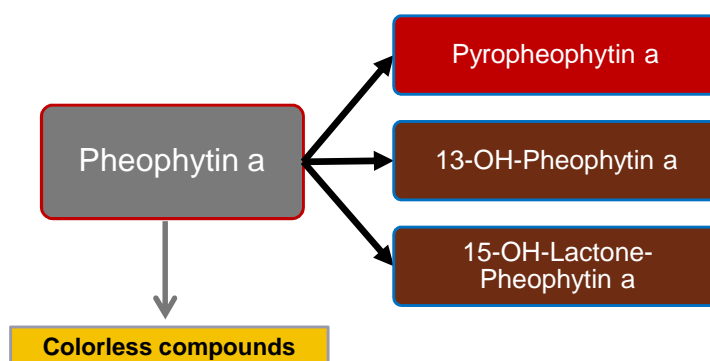 Pyropheophytin a
Pheophytin a
13-OH-Pheophytin a
15-OH-Lactone-
Pheophytin a
Colorless compounds